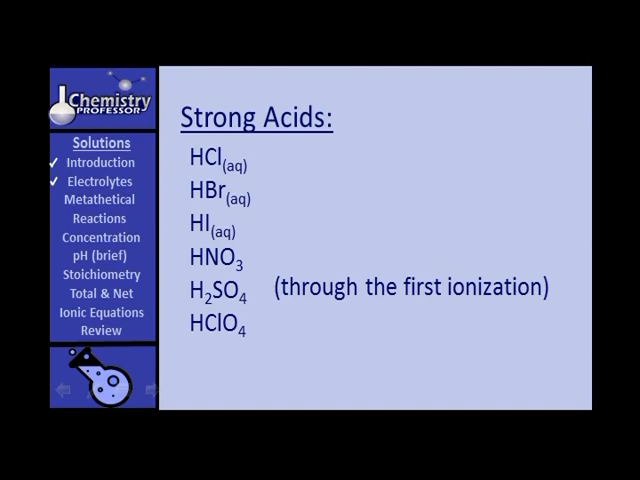 Chemistry
PROFESSOR
Solutions
Introduction
Electrolytes
Metathetical
Reactions
Concentration
pH (brief)
Stoichiometry
Total & Net
Ionic Equations
Review
Strong Acids:
HCl(aq)
HBr(aq)
HI(aq)
HNO3
H2SO4 (through the first ionization)
HClO4